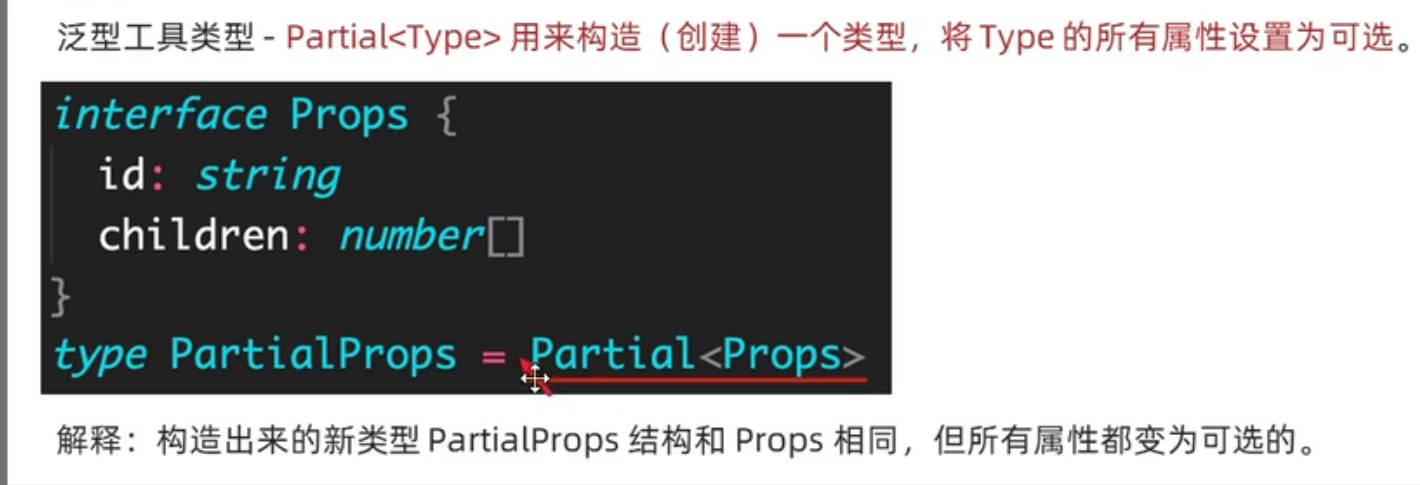 泛型工具类型 - Partial<Type> 用来构造（创建）一个类型，将 Type 的所有属性设置为可选。
interface Props {
  id: string
  children: number[]
}
type PartialProps = Partial<Props>
解释：构造出来的新类型 PartialProps 结构和 Props 相同，但所有属性都变为可选的。